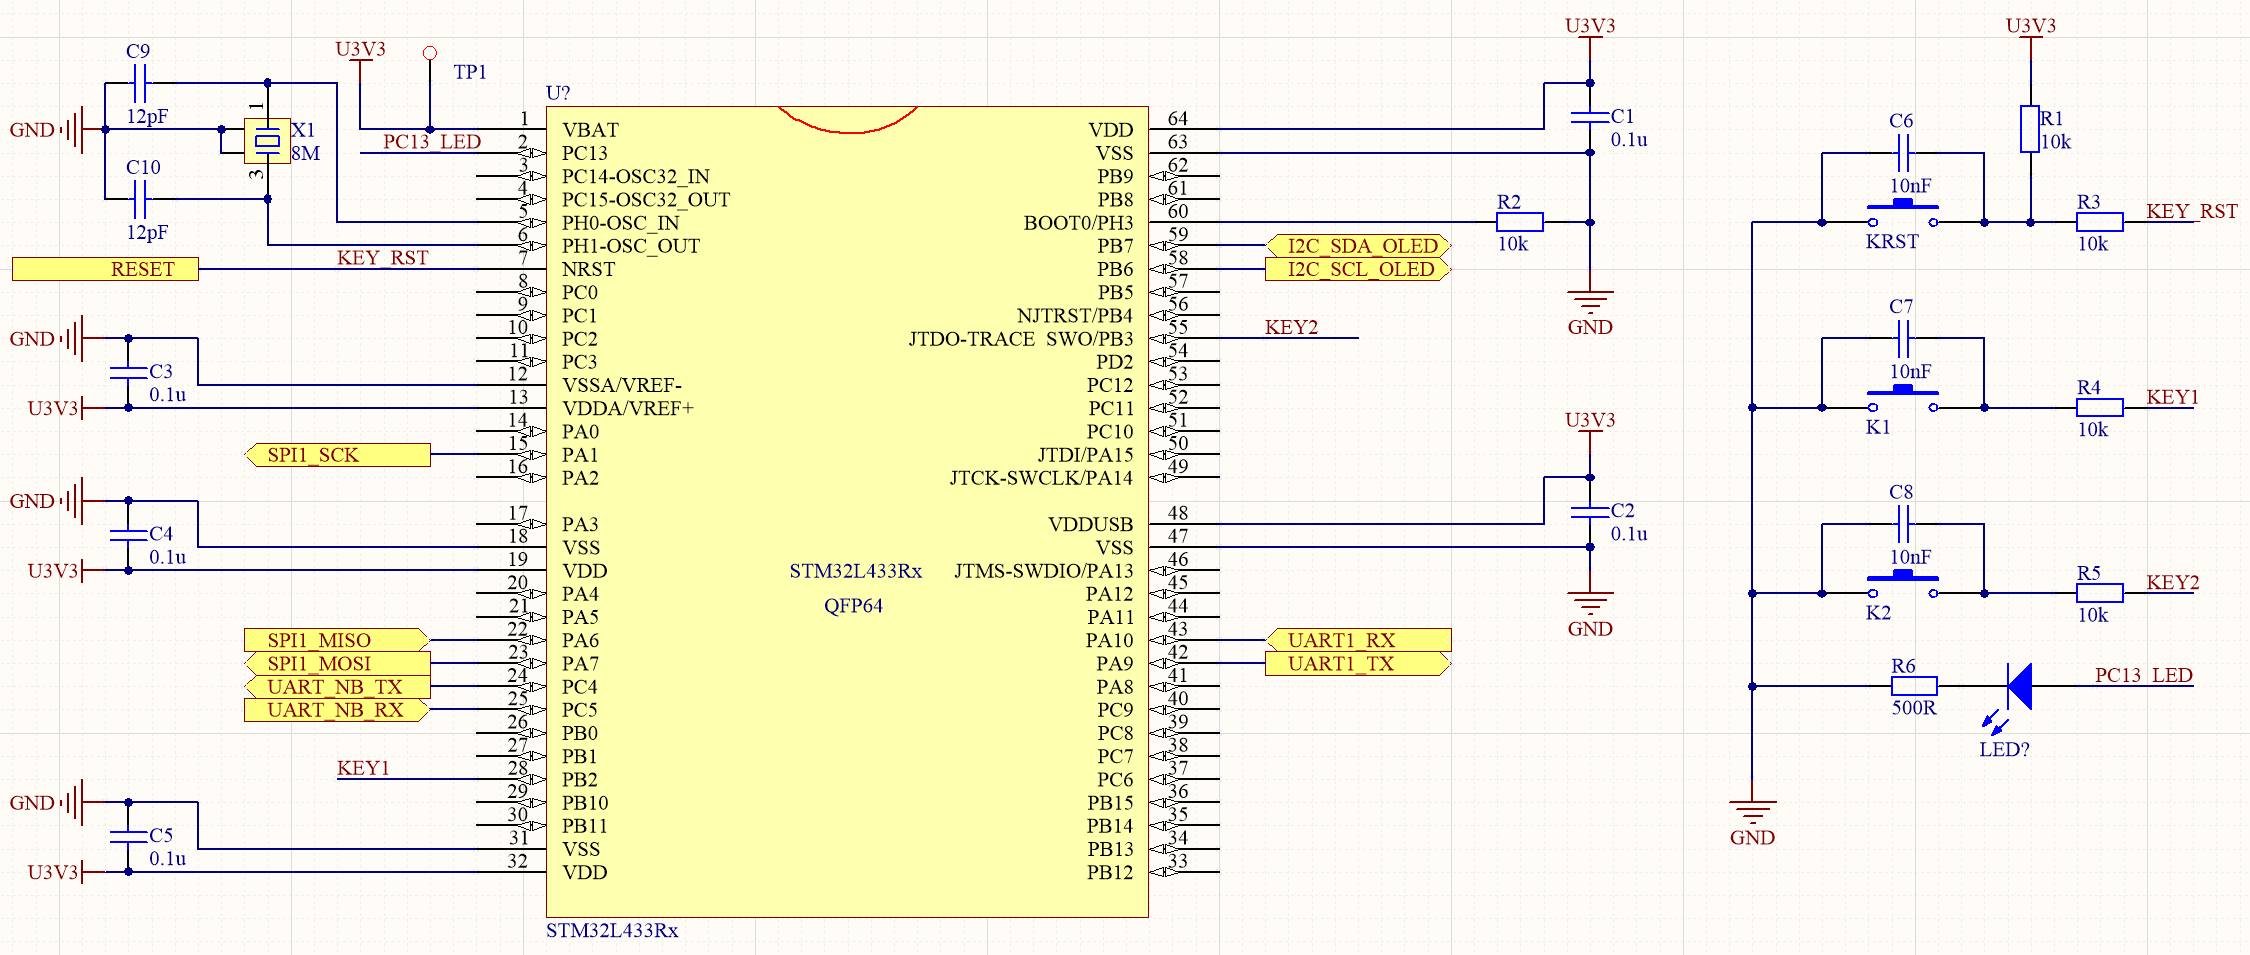 C9
12pF
GND
C10
12pF
1
X1
8M
3
U3V3
TP1
PC13_LED
RESET
KEY_RST
GND
C3
0.1u
U3V3
SPI1_SCK
GND
C4
0.1u
U3V3
SPI1_MISO
SPI1_MOSI
UART_NB_TX
UART_NB_RX
KEY1
GND
C5
0.1u
U3V3
U?
1 VBAT
2 PC13
3 PC14-OSC32_IN
4 PC15-OSC32_OUT
5 PH0-OSC_IN
6 PH1-OSC_OUT
7 NRST
8 PC0
9 PC1
10 PC2
11 PC3
12 VSSA/VREF-
13 VDDA/VREF+
14 PA0
15 PA1
16 PA2
17 PA3
18 VSS
19 VDD
20 PA4
21 PA5
22 PA6
23 PA7
24 PC4
25 PC5
26 PB0
27 PB1
28 PB2
29 PB10
30 PB11
31 VSS
32 VDD
STM32L433Rx
QFP64
VDD 64
VSS 63
PB9 62
PB8 61
BOOT0/PH3 60
PB7 59
PB6 58
PB5 57
NJTRST/PB4 56
JTDO-TRACE SWO/PB3 55
PD2 54
PC12 53
PC11 52
PC10 51
JTDI/PA15 50
JTCK-SWCLK/PA14 49
VDDUSB 48
VSS 47
JTMS-SWDIO/PA13 46
PA12 45
PA11 44
PA10 43
PA9 42
PA8 41
PC9 40
PC8 39
PC7 38
PC6 37
PB15 36
PB14 35
PB13 34
PB12 33
STM32L433Rx
U3V3
C1
0.1u
R2
10k
I2C_SDA_OLED
I2C_SCL_OLED
GND
KEY2
U3V3
C2
0.1u
GND
UART1_RX
UART1_TX
U3V3
R1
10k
C6
10nF
KRST
R3
10k
KEY_RST
C7
10nF
K1
R4
10k
KEY1
C8
10nF
K2
R5
10k
KEY2
R6
500R
LED?
PC13_LED
GND